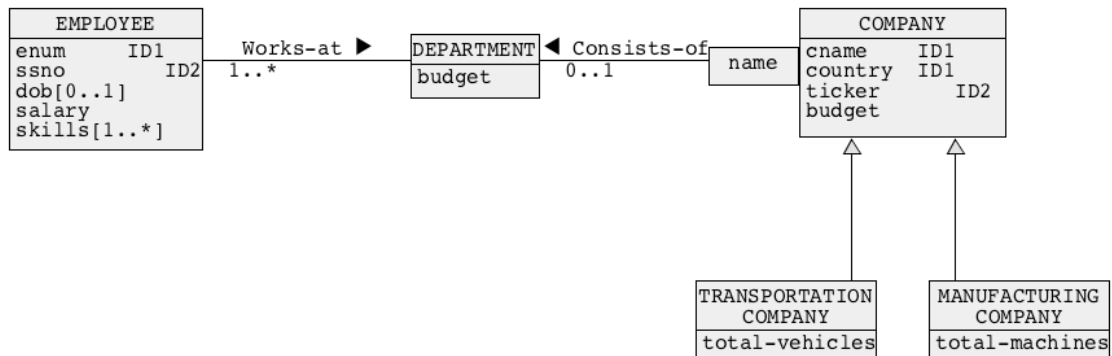 EMPLOYEE
enum ID1
ssno ID2
dob[0..1]
salary
skills[1..*]
Works-at ▶
1..*
DEPARTMENT
budget
◀ Consists-of
0..1
name
COMPANY
cname ID1
country ID1
ticker ID2
budget
TRANSPORTATION
COMPANY
total-vehicles
MANUFACTURING
COMPANY
total-machines